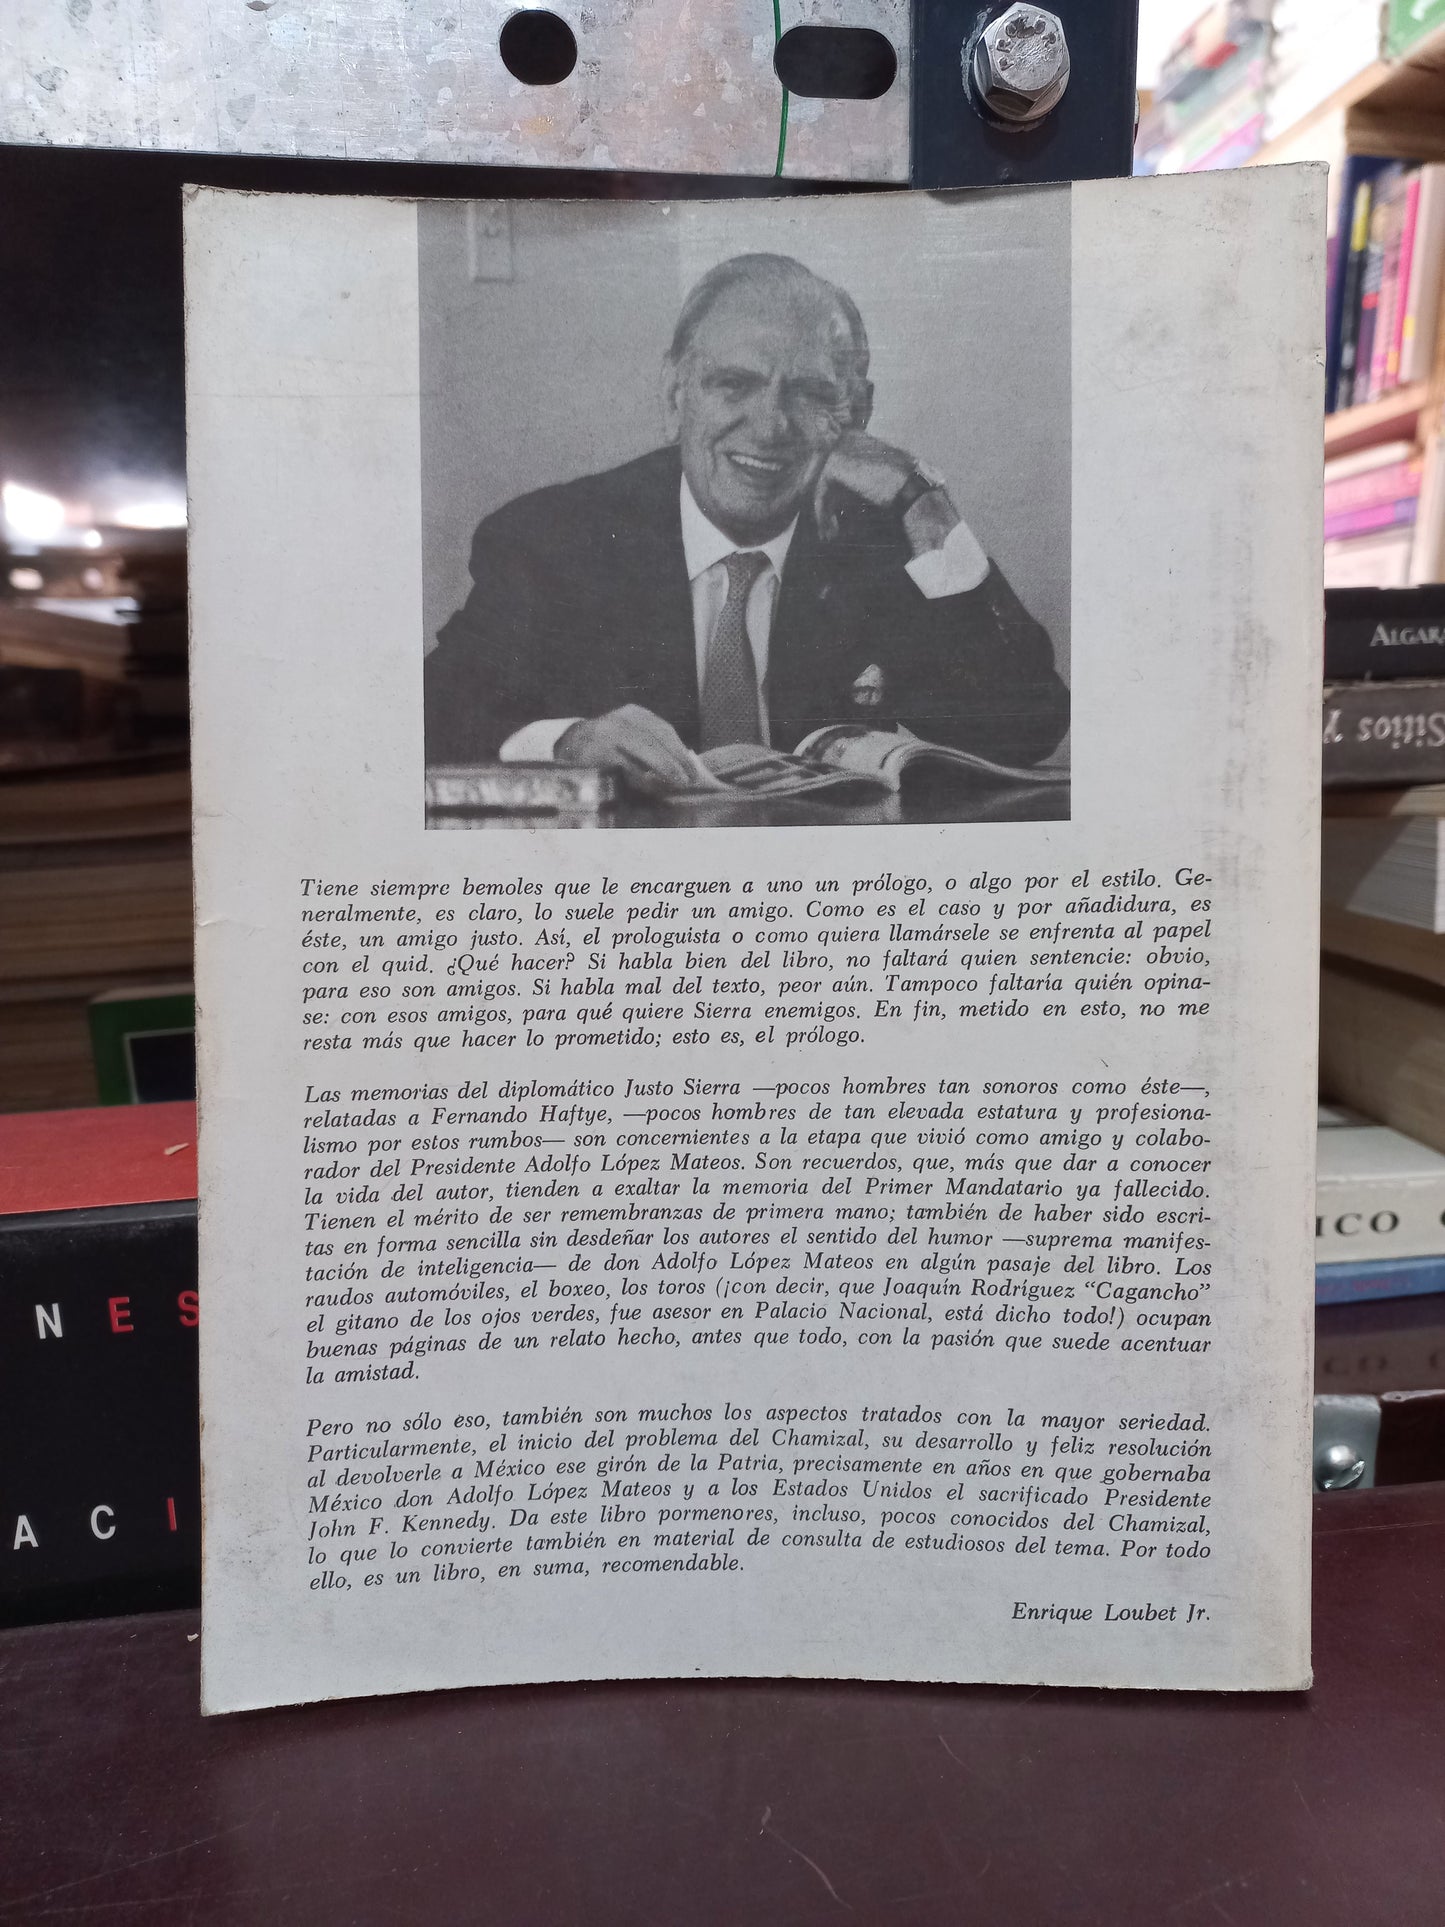 Tiene siempre bemoles que le encarguen a uno un prólogo, o algo por el estilo. Ge-
neralmente, es claro, lo suele pedir un amigo. Como es el caso y por añadidura, es
éste, un amigo justo. Así, el prologuista o como quiera llamársele se enfrenta al papel
con el quid. ¿Qué hacer? Si habla bien del libro, no faltará quien sentencie: obvio,
para eso son amigos. Si habla mal del texto, peor aún. Tampoco faltaría quién opina-
se: con esos amigos, para qué quiere Sierra enemigos. En fin, metido en esto, no me
resta más que hacer lo prometido; esto es, el prólogo.
Las memorias del diplomático Justo Sierra —pocos hombres tan sonoros como éste—,
relatadas a Fernando Haftye, —pocos hombres de tan elevada estatura y profesiona-
lismo por estos rumbos— son concernientes a la etapa que vivió como amigo y colabo-
rador del Presidente Adolfo López Mateos. Son recuerdos, que, más que dar a conocer
la vida del autor, tienden a exaltar la memoria del Primer Mandatario ya fallecido.
Tienen el mérito de ser remembranzas de primera mano; también de haber sido escri-
tas en forma sencilla sin desdeñar los autores el sentido del humor —suprema manifes-
tación de inteligencia— de don Adolfo López Mateos en algún pasaje del libro. Los
raudos automóviles, el boxeo, los toros (¡con decir, que Joaquín Rodríguez “Cagancho”
el gitano de los ojos verdes, fue asesor en Palacio Nacional, está dicho todo!) ocupan
buenas páginas de un relato hecho, antes que todo, con la pasión que suede acentuar
la amistad.
Pero no sólo eso, también son muchos los aspectos tratados con la mayor seriedad.
Particularmente, el inicio del problema del Chamizal, su desarrollo y feliz resolución
al devolverle a México ese girón de la Patria, precisamente en años en que gobernaba
México don Adolfo López Mateos y a los Estados Unidos el sacrificado Presidente
John F. Kennedy. Da este libro pormenores, incluso, pocos conocidos del Chamizal,
lo que lo convierte también en material de consulta de estudiosos del tema. Por todo
ello, es un libro, en suma, recomendable.
Enrique Loubet Jr.
NES
ACI
ALGAR
Sitios Y
ICO